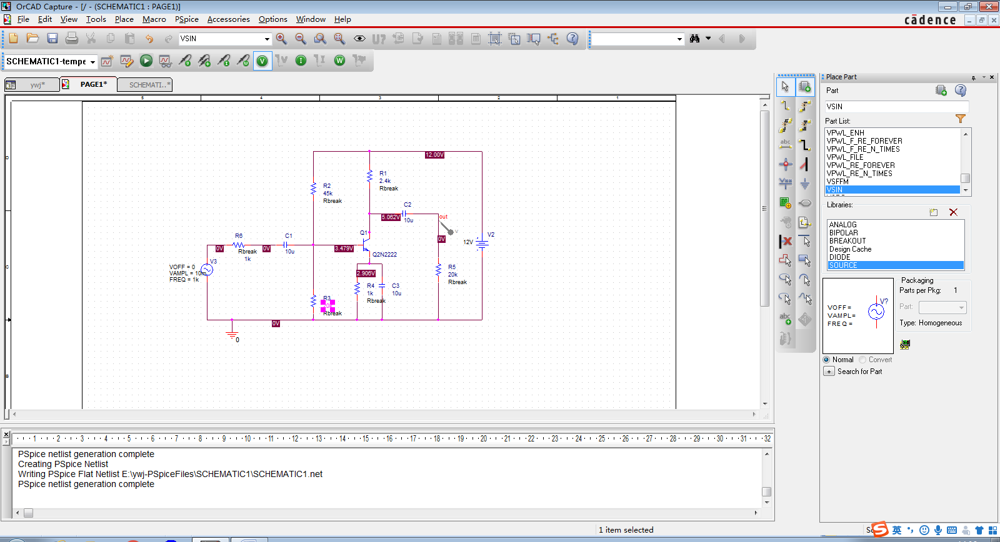 OrCAD Capture - [/ - (SCHEMATIC1 : PAGE1)]
File Edit View Tools Place Macro PSpice Accessories Options Window Help
cādence
VSIN
U?
SCHEMATIC1-tempe
V I W
ywj* PAGE1* SCHEMATI..*
5 4 3 2 1
D
C
B
12.00V
R1
2.4k
Rbreak
R2
45k
Rbreak
C2
10u
5.062V
out
V
0V
Q1
Q2N2222
V2
12V
R6
Rbreak
1k
0V
0V
C1
10u
3.479V
V3
VOFF = 0
VAMPL = 10m
FREQ = 1k
2.906V
R4
1k
Rbreak
C3
10u
R5
20k
Rbreak
R3
Rbreak
0V
0
Place Part
Part
VSIN
Part List:
VPWL_ENH
VPWL_F_RE_FOREVER
VPWL_F_RE_N_TIMES
VPWL_FILE
VPWL_RE_FOREVER
VPWL_RE_N_TIMES
VSFFM
VSIN
Libraries:
ANALOG
BIPOLAR
BREAKOUT
Design Cache
DIODE
SOURCE
V?
VOFF =
VAMPL=
FREQ =
Packaging
Parts per Pkg: 1
Part:
Type: Homogeneous
Normal Convert
+ Search for Part
abc
abc
1 2 3 4 5 6 7 8 9 10 11 12 13 14 15 16 17 18 19 20 21 22 23 24 25 26 27 28 29 30 31 32
PSpice netlist generation complete
Creating PSpice Netlist
Writing PSpice Flat Netlist E:\ywj-PSpiceFiles\SCHEMATIC1\SCHEMATIC1.net
PSpice netlist generation complete
1 item selected
S 英